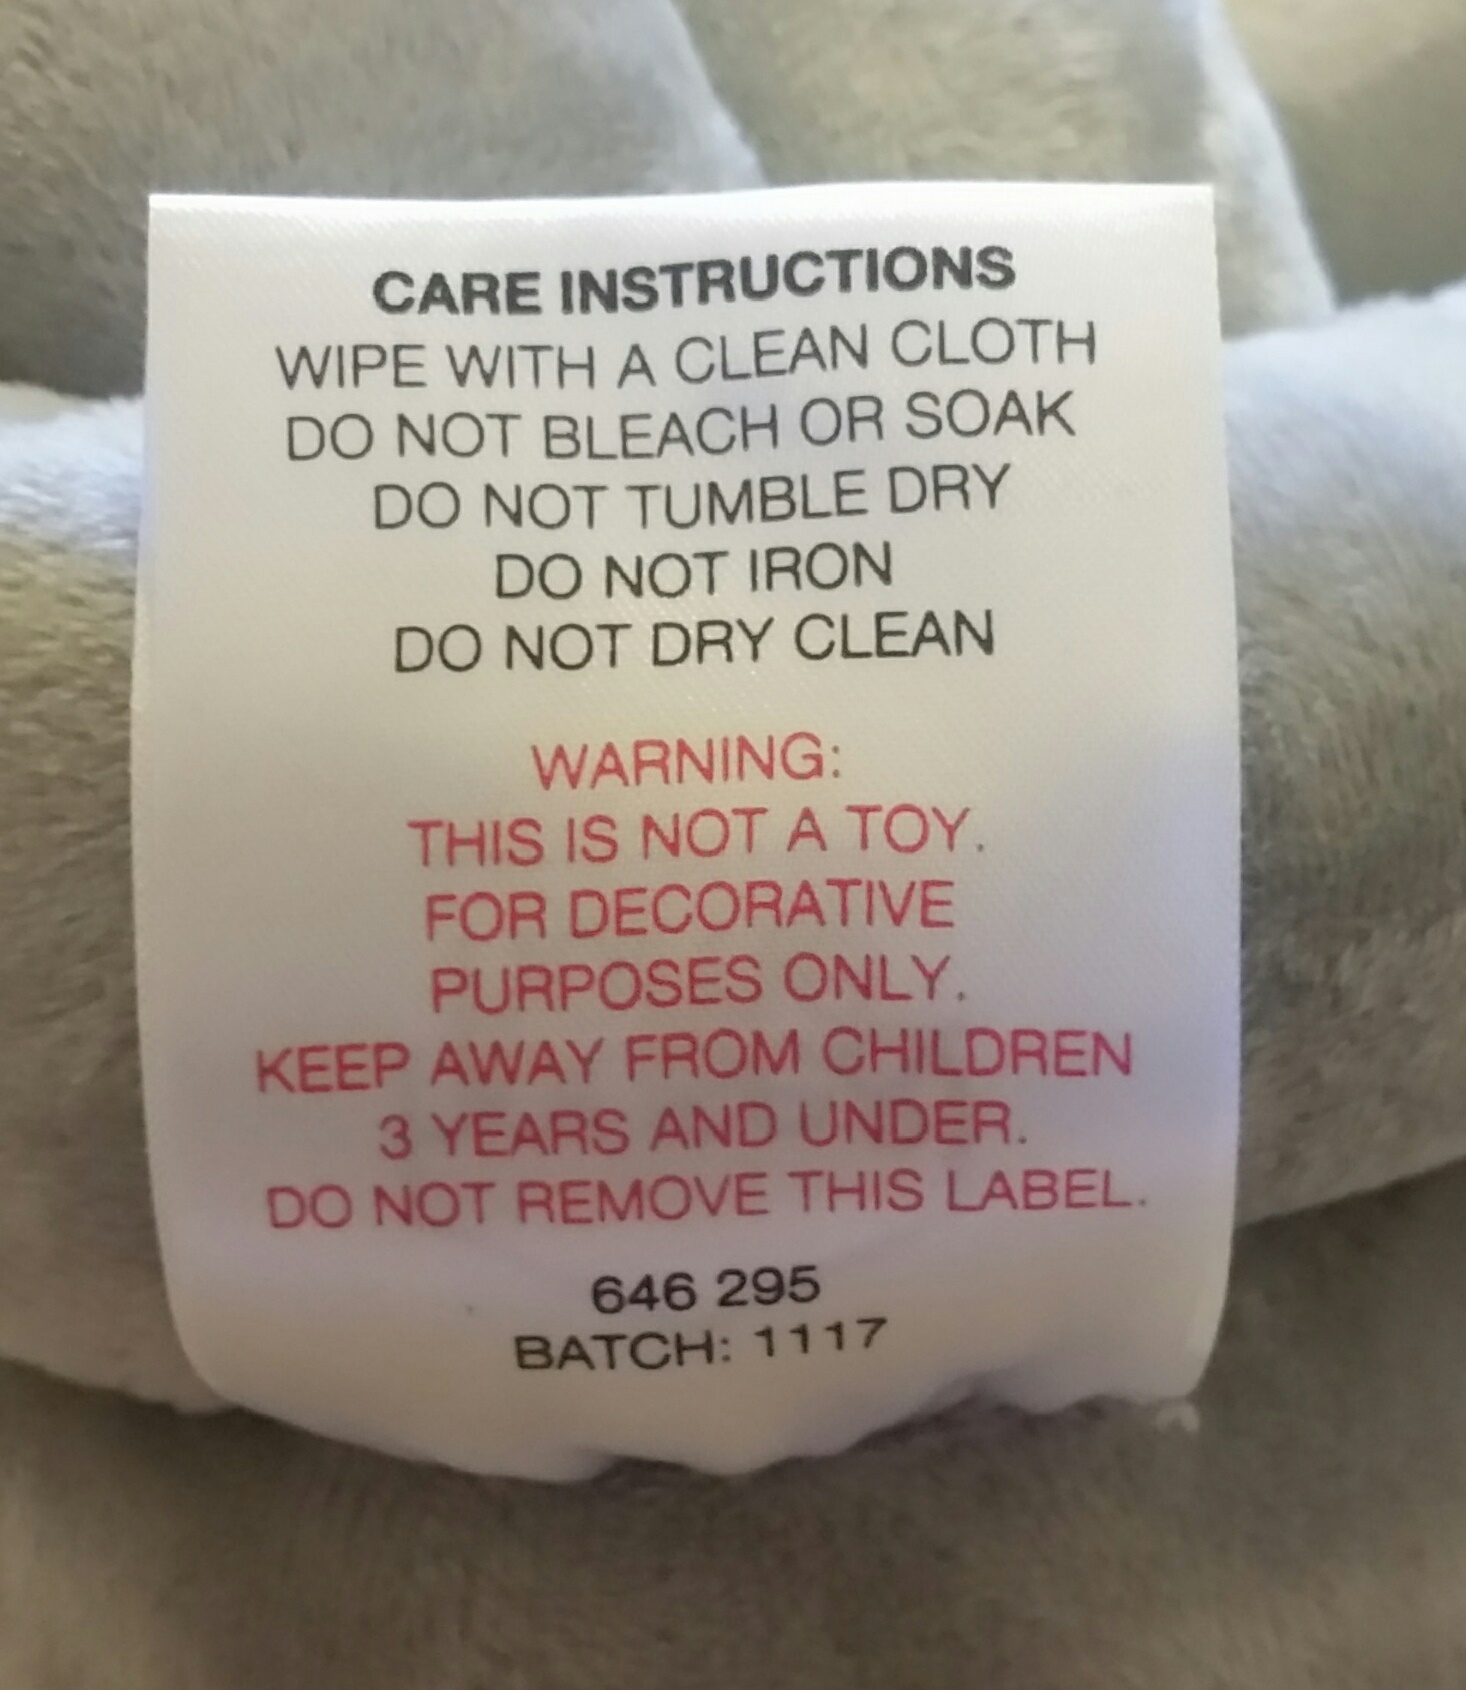 CARE INSTRUCTIONS
WIPE WITH A CLEAN CLOTH
DO NOT BLEACH OR SOAK
DO NOT TUMBLE DRY
DO NOT IRON
DO NOT DRY CLEAN
WARNING:
THIS IS NOT A TOY.
FOR DECORATIVE
PURPOSES ONLY.
KEEP AWAY FROM CHILDREN
3 YEARS AND UNDER.
DO NOT REMOVE THIS LABEL.
646 295
BATCH: 1117